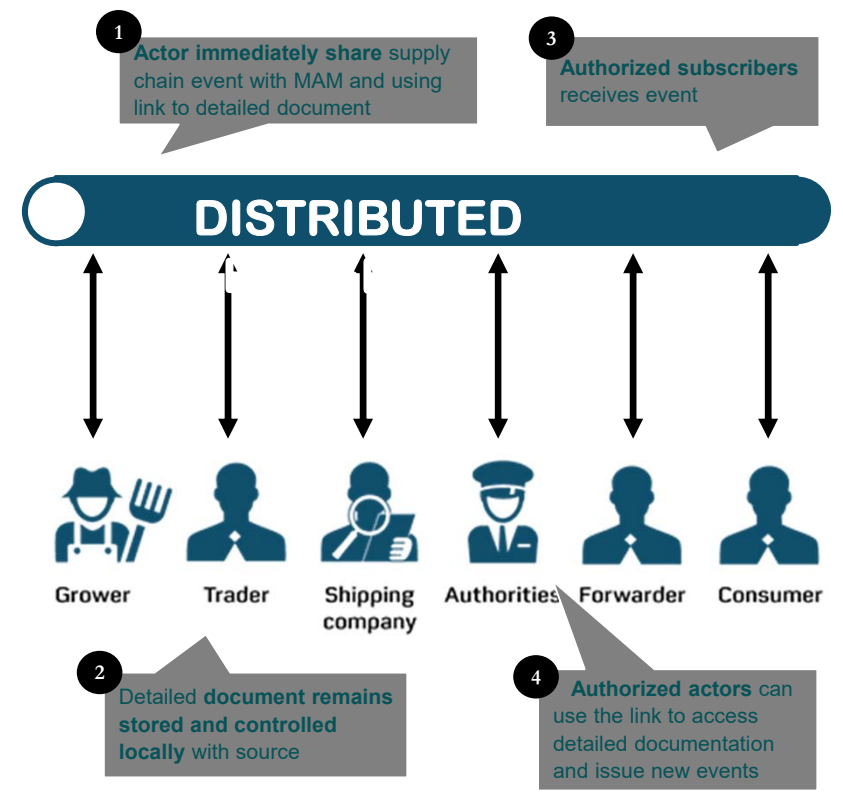 1
Actor immediately share supply
chain event with MAM and using
link to detailed document
3
Authorized subscribers
receives event
DISTRIBUTED
Grower
Trader
Shipping
company
Authorities
Forwarder
Consumer
2
Detailed document remains
stored and controlled
locally with source
4
Authorized actors can
use the link to access
detailed documentation
and issue new events